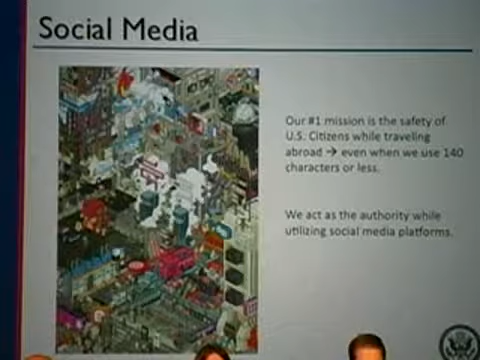 Social Media
Our #1 mission is the safety of
U.S. Citizens while traveling
abroad → even when we use 140
characters or less.
We act as the authority while
utilizing social media platforms.